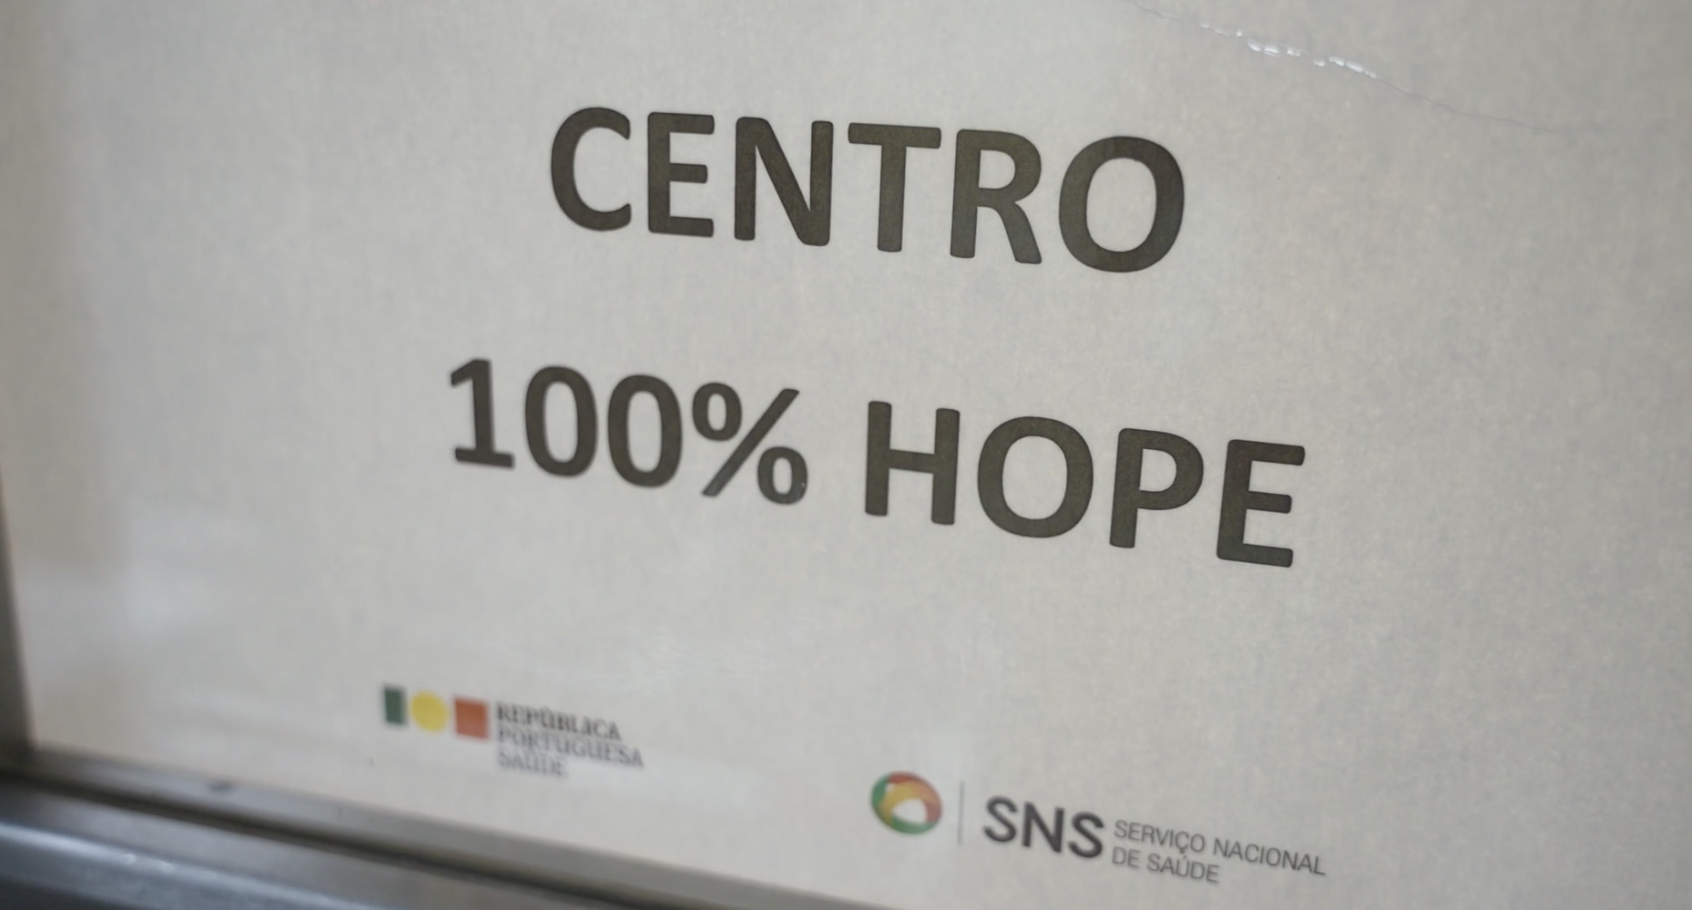 CENTRO
100% HOPE
REPÚBLICA
PORTUGUESA
SAÚDE
SNS SERVIÇO NACIONAL
DE SAÚDE